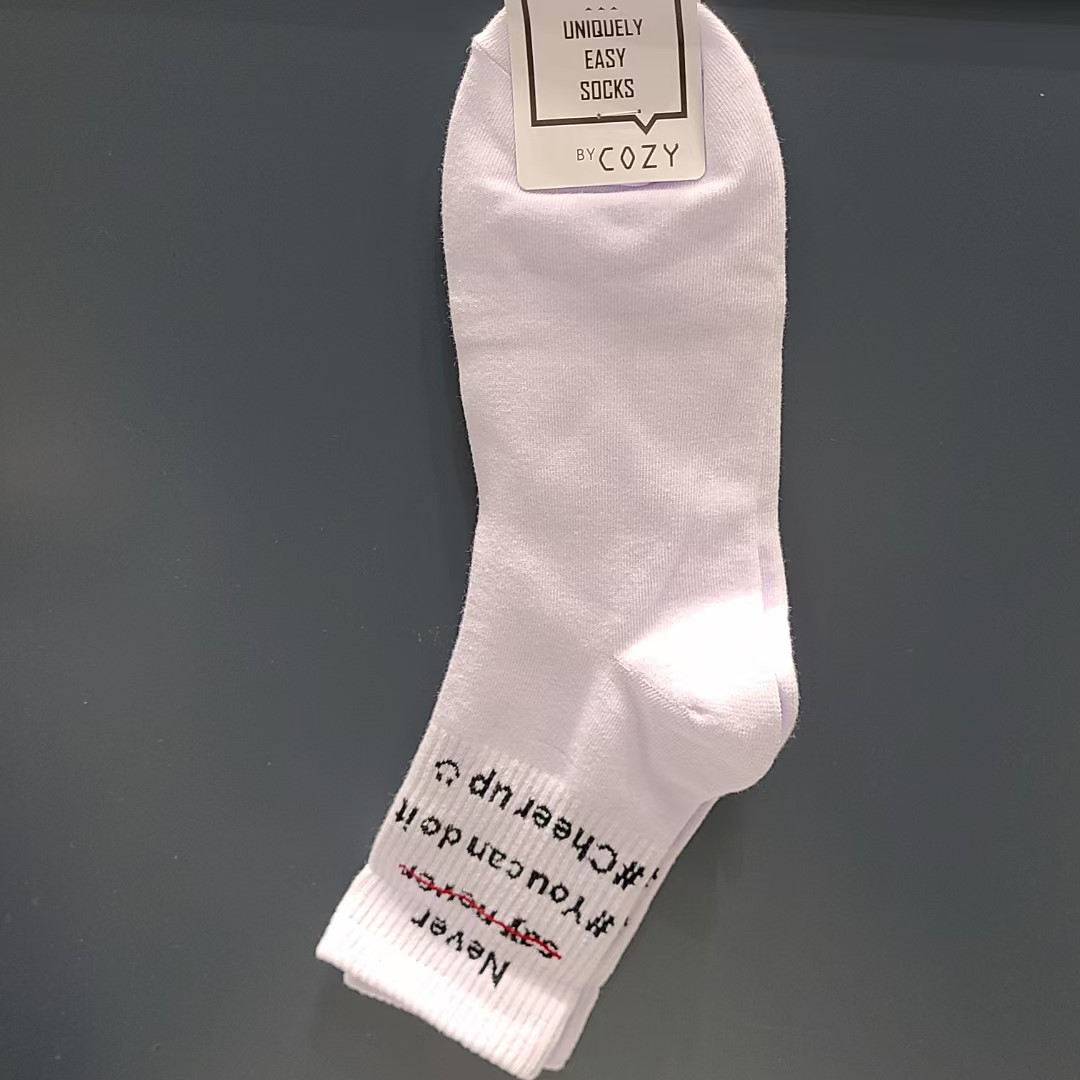 UNIQUELY
EASY
SOCKS
BY COZY
Never
say never
#You can do it
#Cheer up